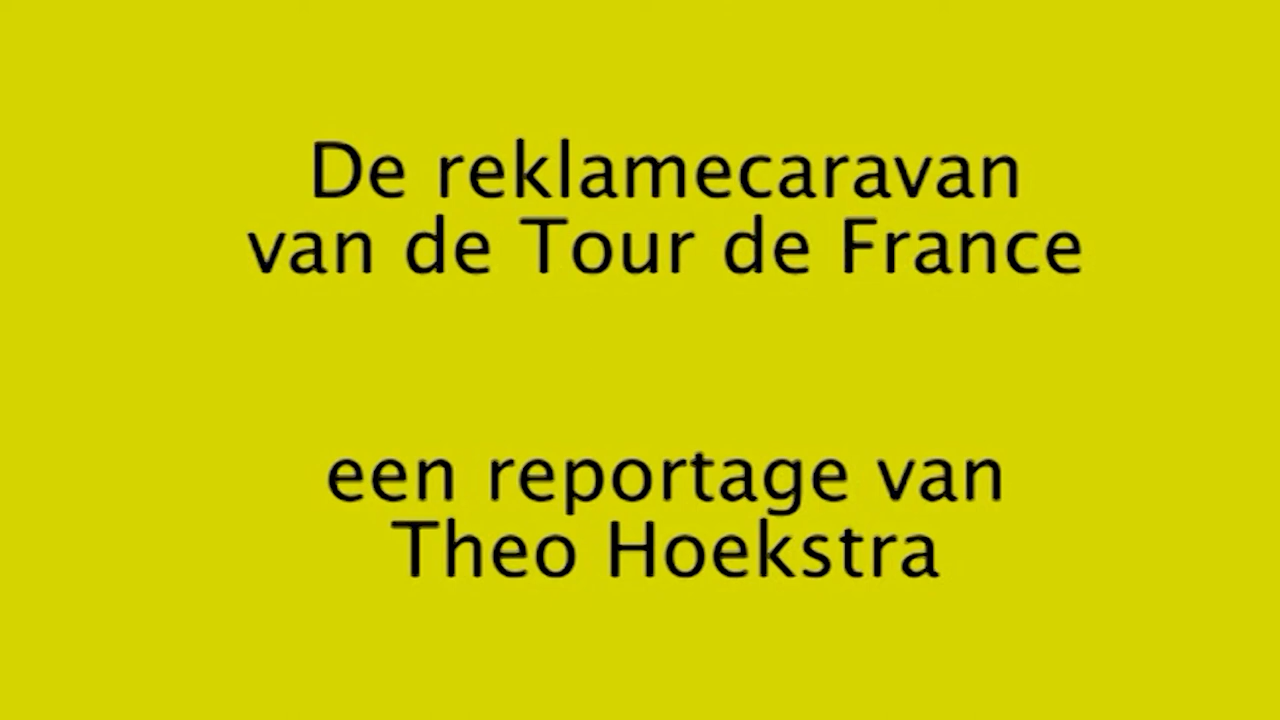 De reklamecaravan
van de Tour de France
een reportage van
Theo Hoekstra